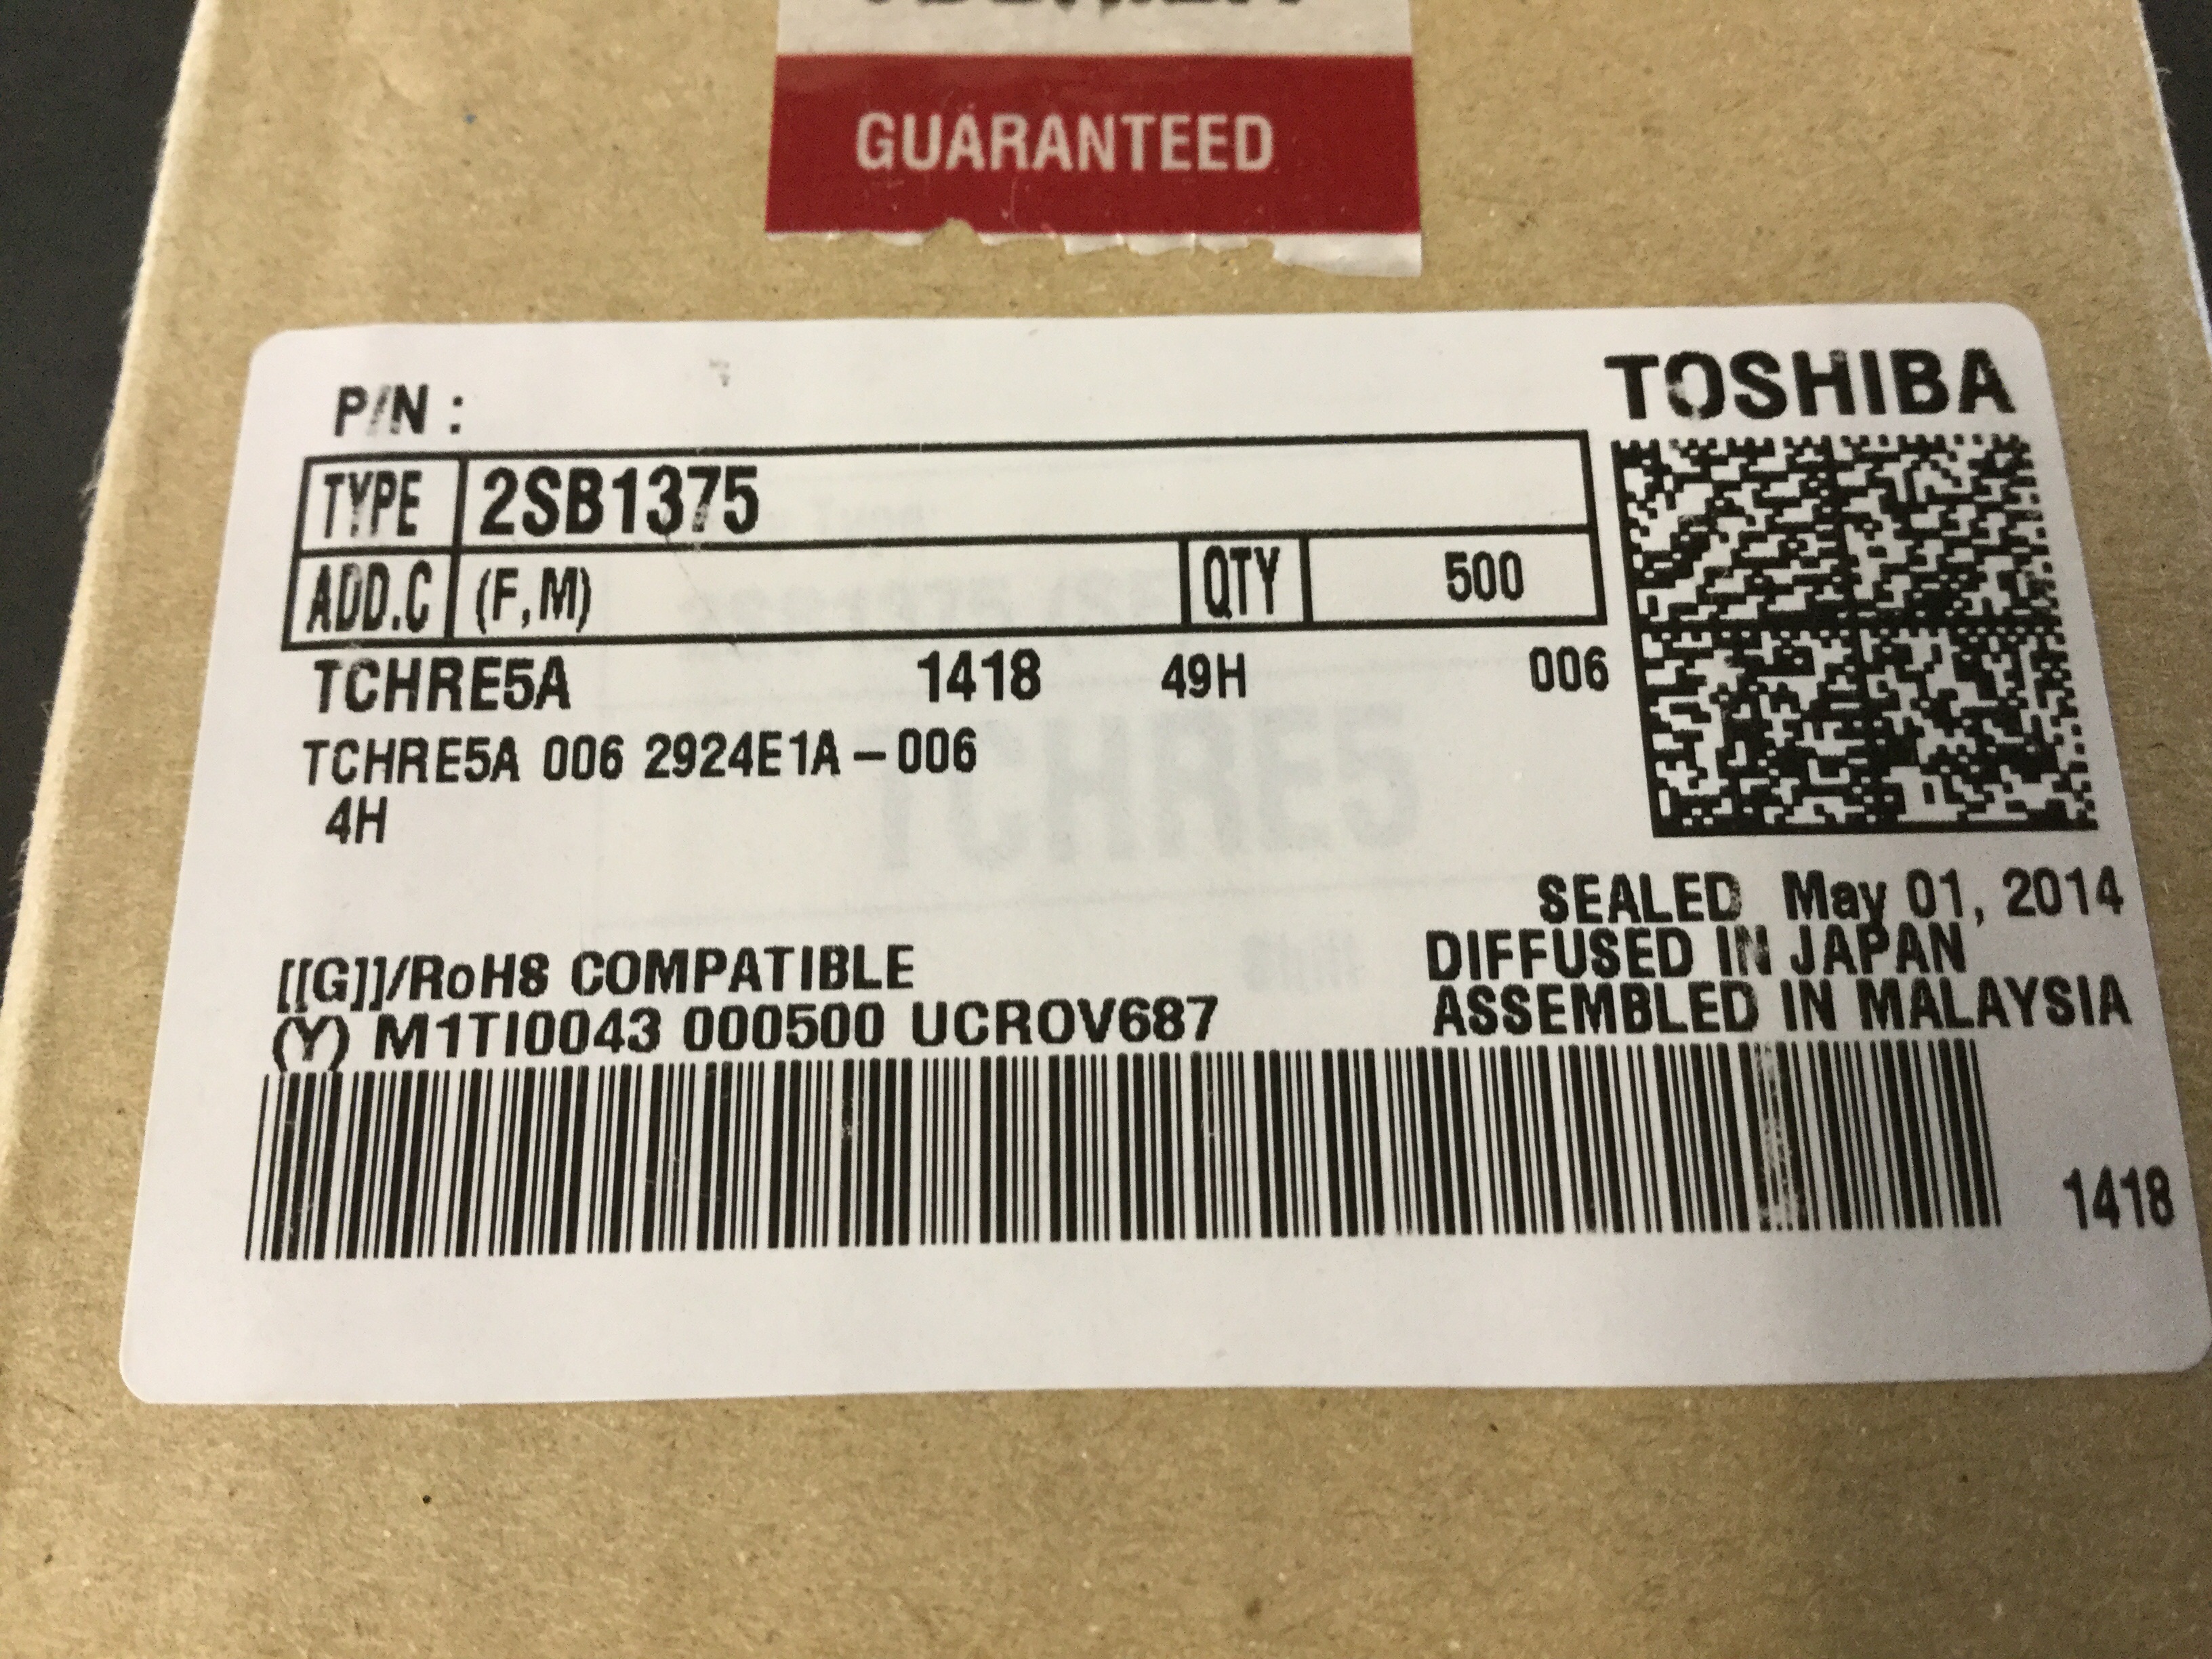 GUARANTEED
TOSHIBA
P/N :
TYPE 2SB1375
ADD.C (F,M) QTY 500
TCHRE5A 1418 49H 006
TCHRE5A 006 2924E1A-006
4H
SEALED May 01, 2014
DIFFUSED IN JAPAN
ASSEMBLED IN MALAYSIA
[[G]]/RoHS COMPATIBLE
(Y) M1TI0043 000500 UCROV687
1418
TCHRE5